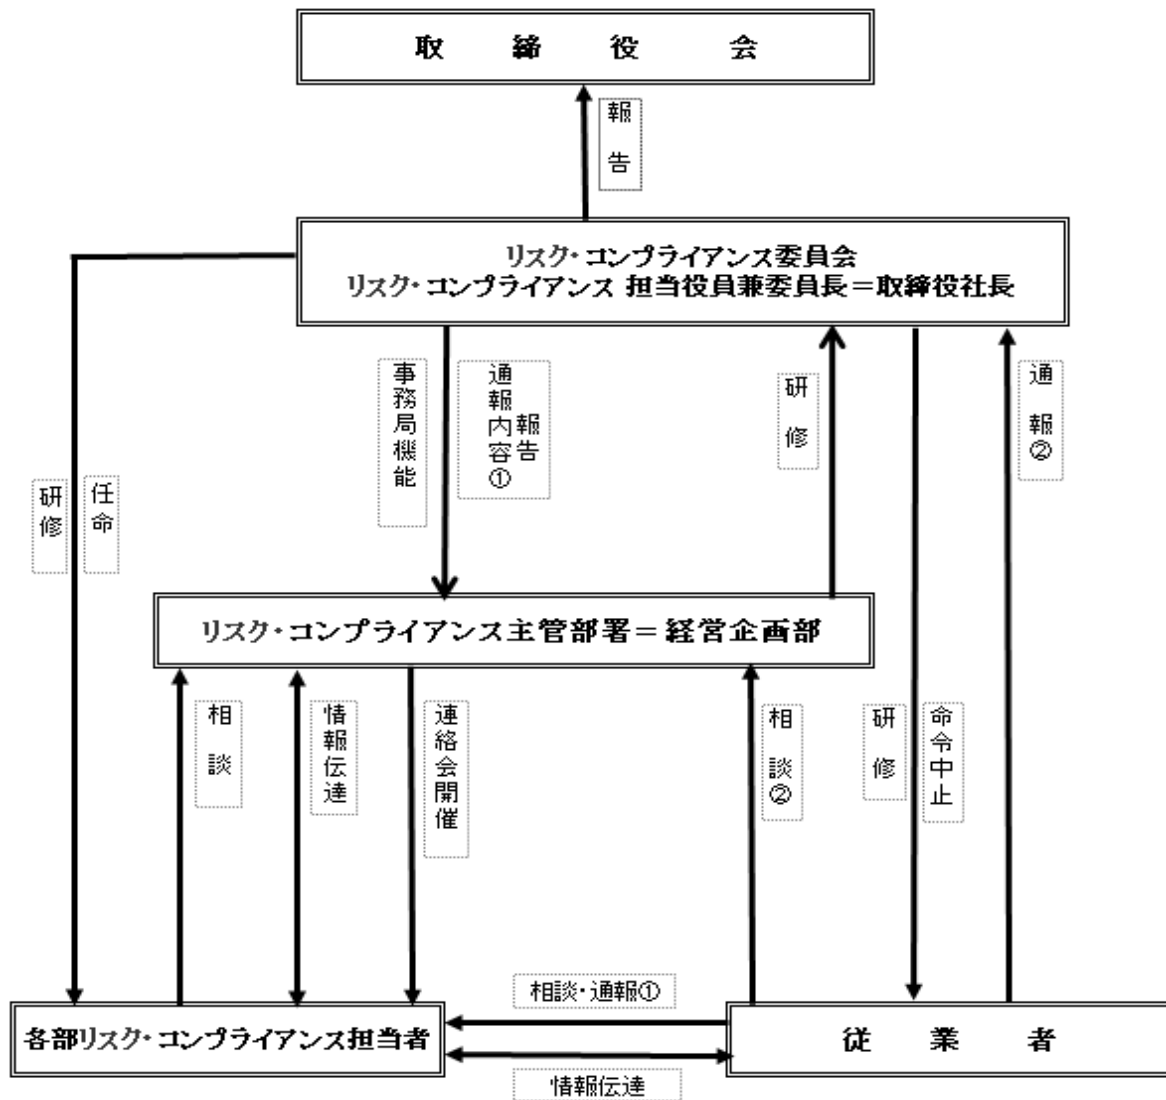 取締役会
報告
リスク・コンプライアンス委員会
リスク・コンプライアンス 担当役員兼委員長＝取締役社長
事務局機能
通報内容①
報告
研修
通報②
研修
任命
リスク・コンプライアンス主管部署＝経営企画部
相談
情報伝達
連絡会開催
相談②
研修
命令中止
相談・通報①
各部リスク・コンプライアンス担当者
従業者
情報伝達